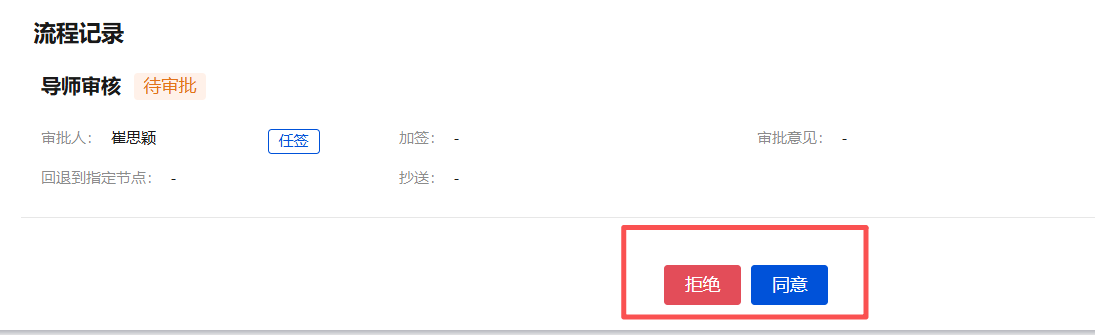 流程记录
导师审核 待审批
审批人： 崔思颖 任签 加签： - 审批意见： -
回退到指定节点： - 抄送： -
拒绝 同意